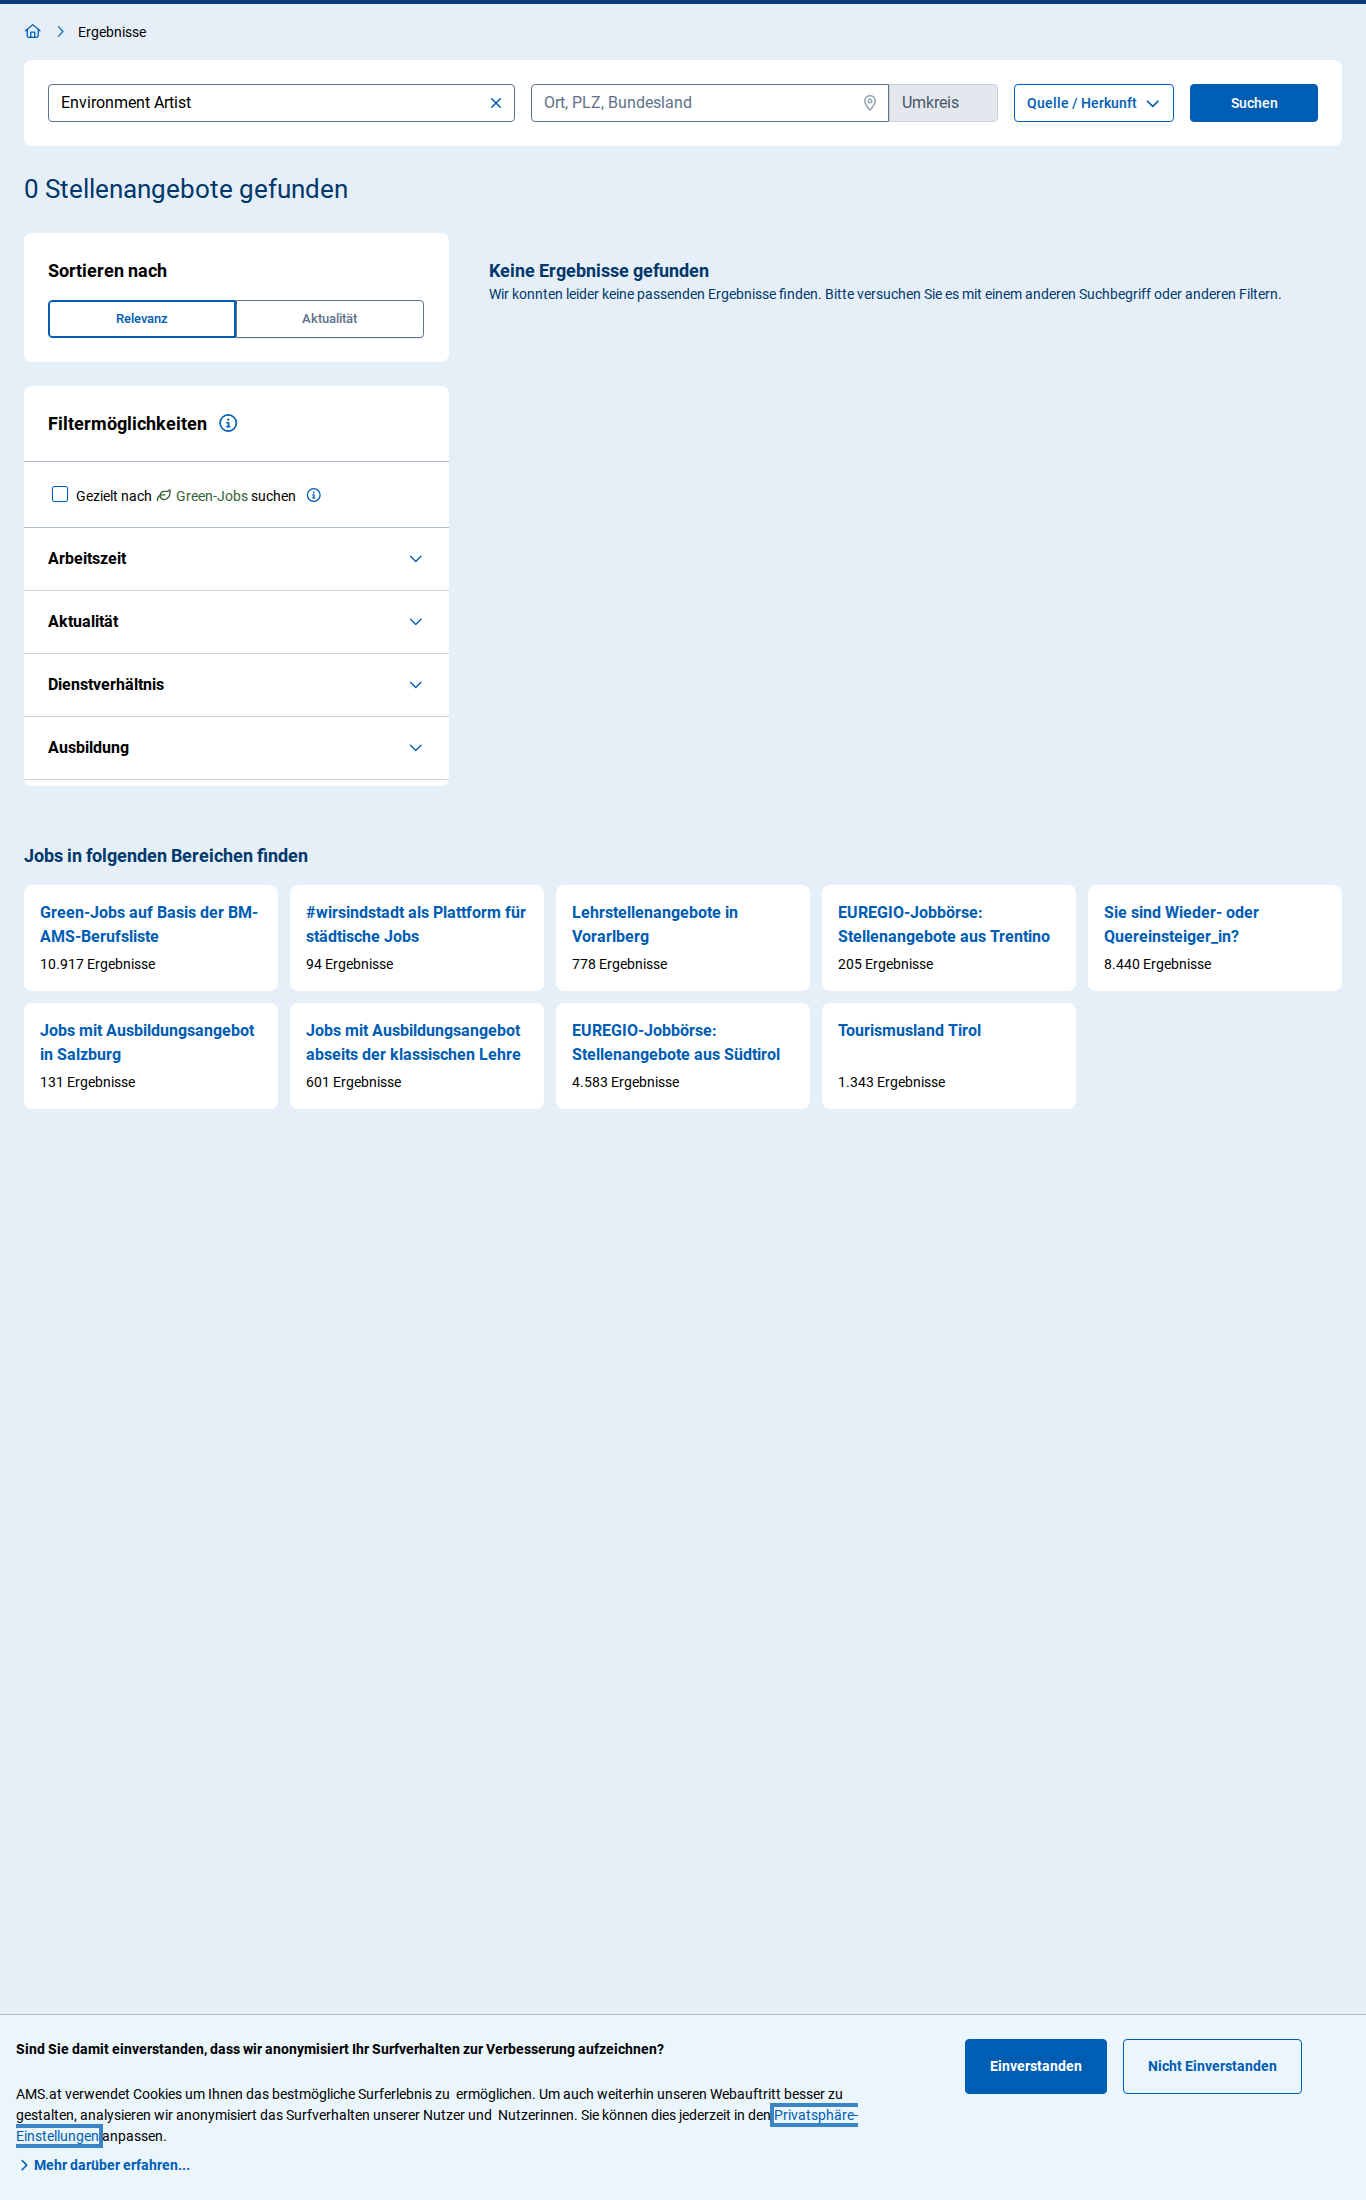 Ergebnisse
Environment Artist
Ort, PLZ, Bundesland
Umkreis
Quelle / Herkunft
Suchen
0 Stellenangebote gefunden
Sortieren nach
Relevanz
Aktualität
Keine Ergebnisse gefunden
Wir konnten leider keine passenden Ergebnisse finden. Bitte versuchen Sie es mit einem anderen Suchbegriff oder anderen Filtern.
Filtermöglichkeiten
Gezielt nach Green-Jobs suchen
Arbeitszeit
Aktualität
Dienstverhältnis
Ausbildung
Jobs in folgenden Bereichen finden
Green-Jobs auf Basis der BM-
AMS-Berufsliste
10.917 Ergebnisse
#wirsindstadt als Plattform für
städtische Jobs
94 Ergebnisse
Lehrstellenangebote in
Vorarlberg
778 Ergebnisse
EUREGIO-Jobbörse:
Stellenangebote aus Trentino
205 Ergebnisse
Sie sind Wieder- oder
Quereinsteiger_in?
8.440 Ergebnisse
Jobs mit Ausbildungsangebot
in Salzburg
131 Ergebnisse
Jobs mit Ausbildungsangebot
abseits der klassischen Lehre
601 Ergebnisse
EUREGIO-Jobbörse:
Stellenangebote aus Südtirol
4.583 Ergebnisse
Tourismusland Tirol
1.343 Ergebnisse
Sind Sie damit einverstanden, dass wir anonymisiert Ihr Surfverhalten zur Verbesserung aufzeichnen?
AMS.at verwendet Cookies um Ihnen das bestmögliche Surferlebnis zu  ermöglichen. Um auch weiterhin unseren Webauftritt besser zu
gestalten, analysieren wir anonymisiert das Surfverhalten unserer Nutzer und  Nutzerinnen. Sie können dies jederzeit in den Privatsphäre-
Einstellungen anpassen.
Mehr darüber erfahren...
Einverstanden
Nicht Einverstanden